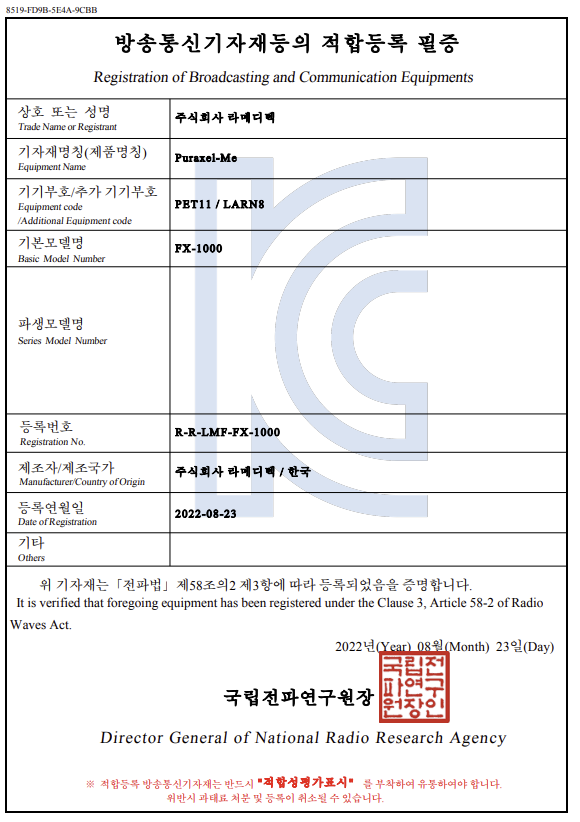 8519-FD9B-5E4A-9CBB
방송통신기자재등의 적합등록 필증
Registration of Broadcasting and Communication Equipments
상호 또는 성명
Trade Name or Registrant
주식회사 라메디텍
기자재명칭(제품명칭)
Equipment Name
Puraxel-Me
기기부호/추가 기기부호
Equipment code
/Additional Equipment code
PET11 / LARN8
기본모델명
Basic Model Number
FX-1000
파생모델명
Series Model Number
등록번호
Registration No.
R-R-LMF-FX-1000
제조자/제조국가
Manufacturer/Country of Origin
주식회사 라메디텍 / 한국
등록연월일
Date of Registration
2022-08-23
기타
Others
위 기자재는「전파법」제58조의2 제3항에 따라 등록되었음을 증명합니다.
It is verified that foregoing equipment has been registered under the Clause 3, Article 58-2 of Radio
Waves Act.
2022년(Year) 08월(Month) 23일(Day)
국립전파연구원장
국립전
파연구
원장인
Director General of National Radio Research Agency
※ 적합등록 방송통신기자재는 반드시 "적합성평가표시" 를 부착하여 유통하여야 합니다.
위반시 과태료 처분 및 등록이 취소될 수 있습니다.